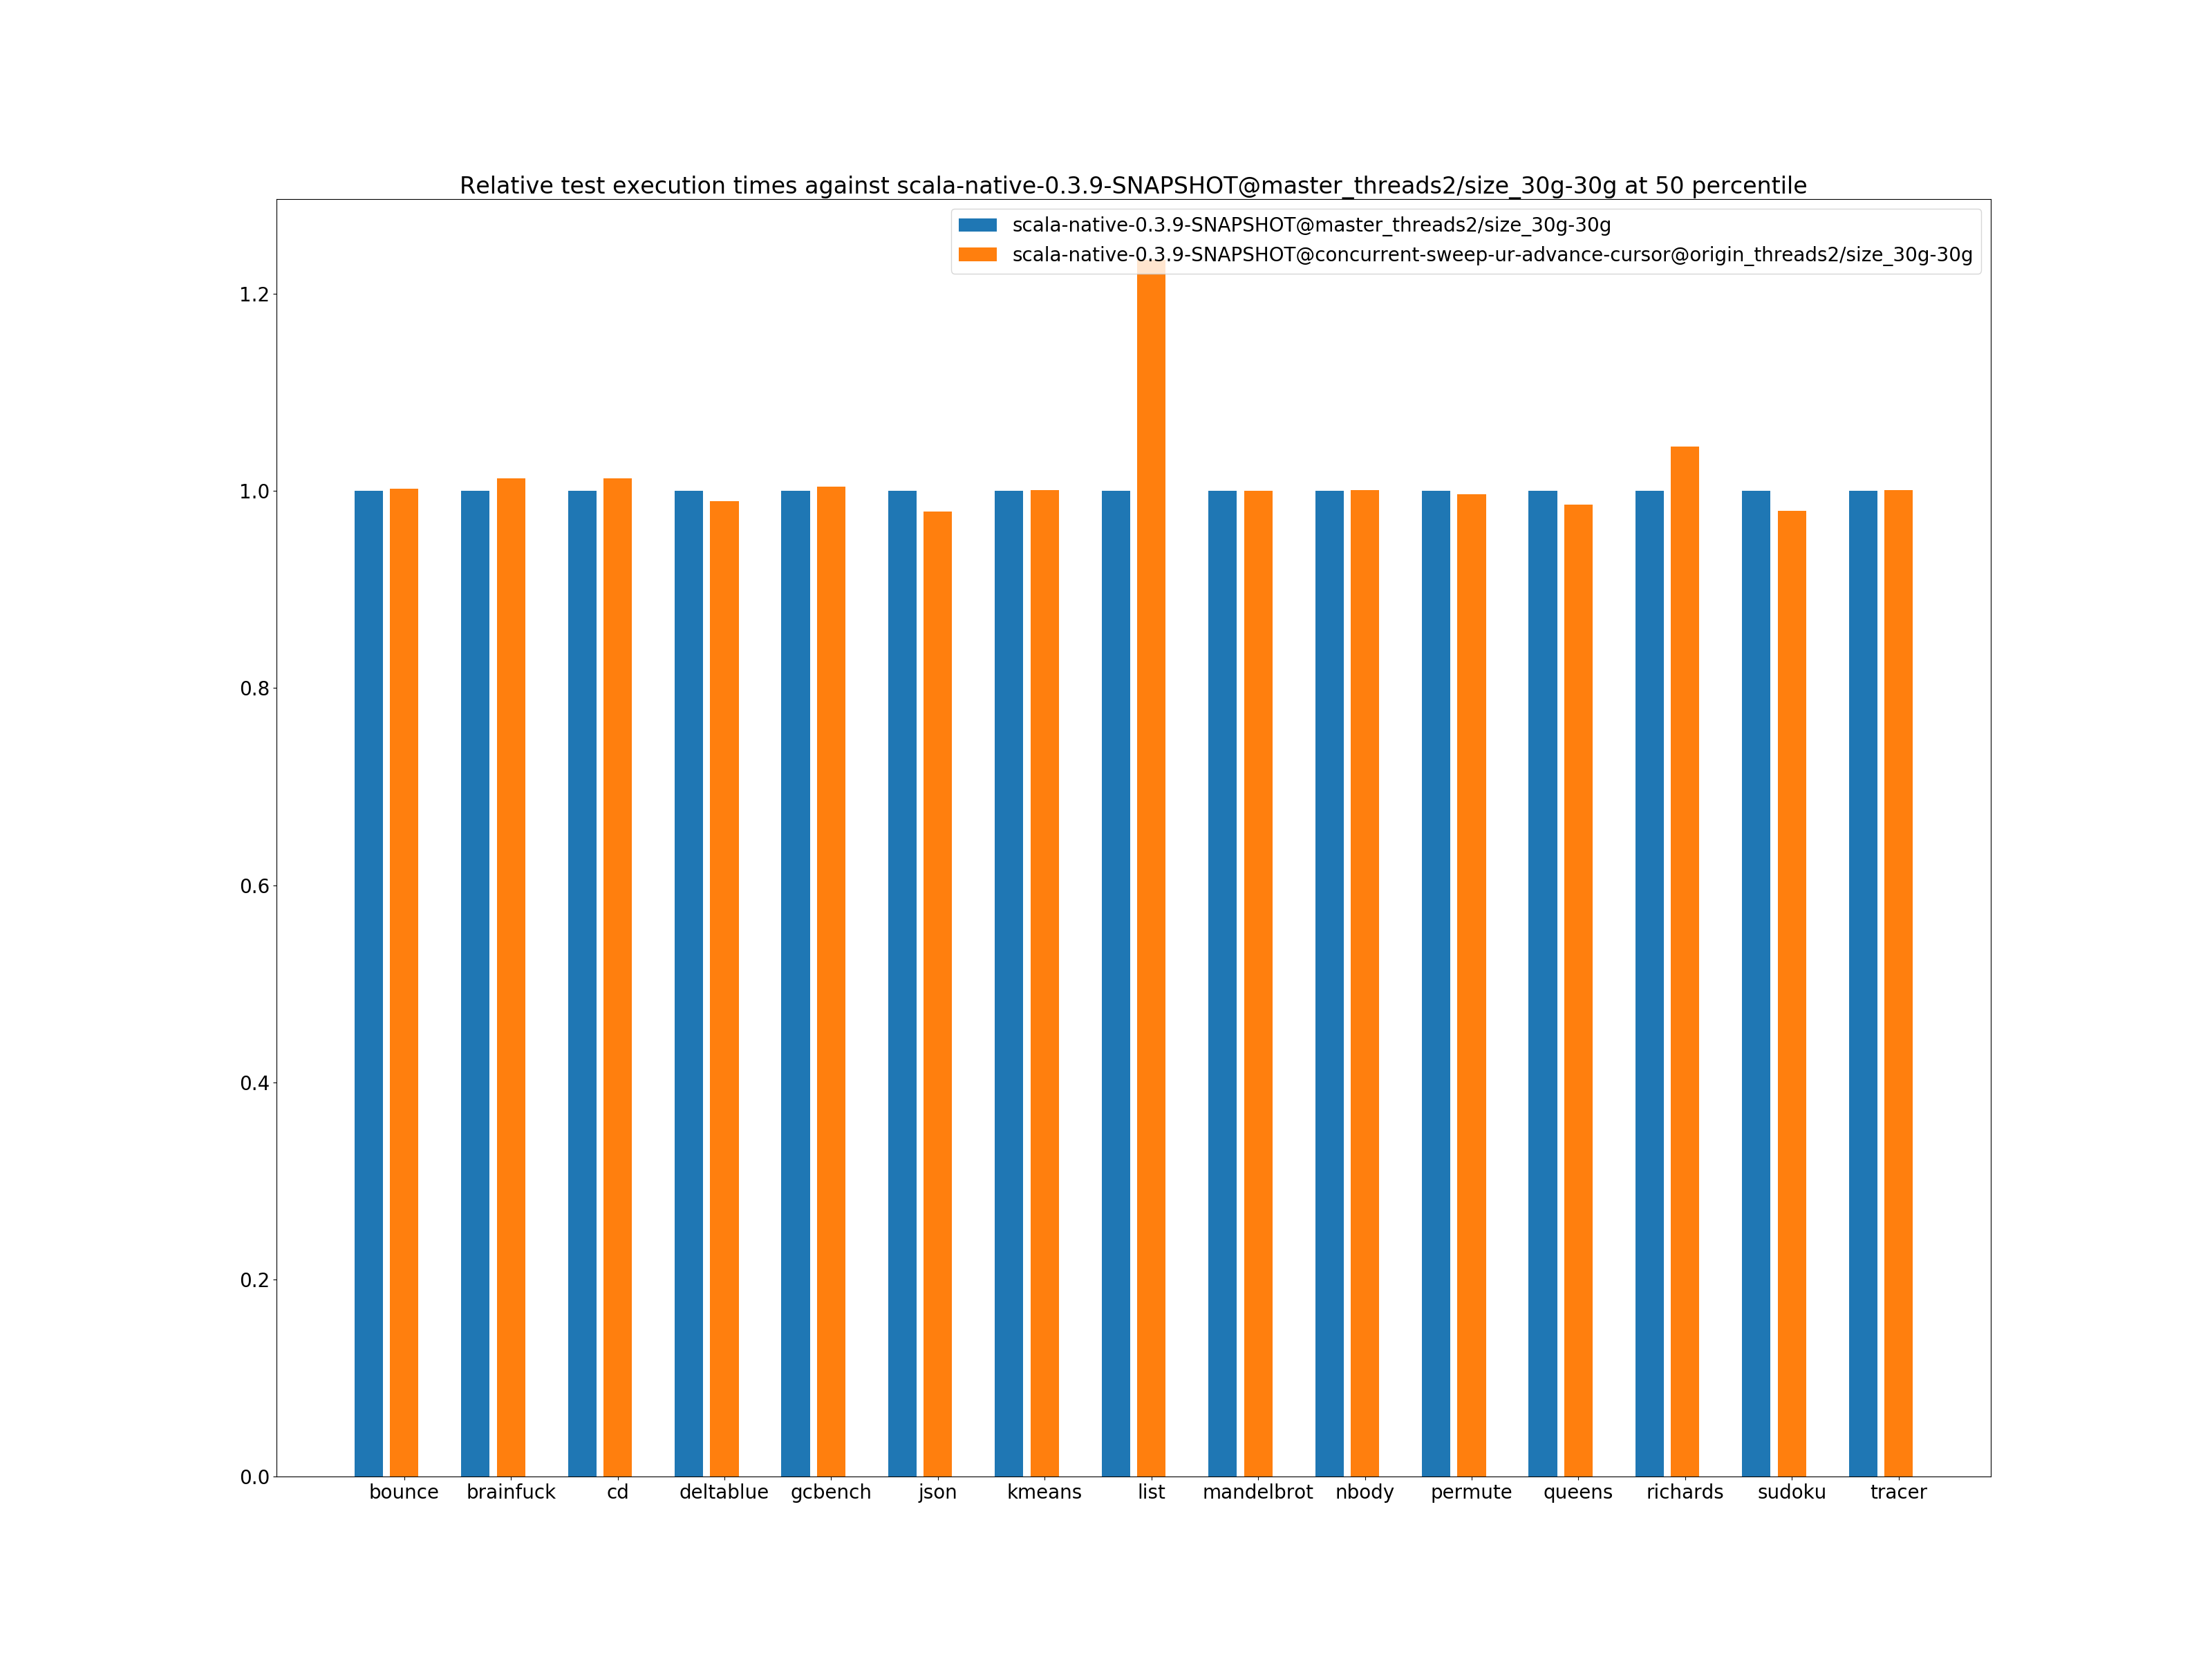 Relative test execution times against scala-native-0.3.9-SNAPSHOT@master_threads2/size_30g-30g at 50 percentile
scala-native-0.3.9-SNAPSHOT@master_threads2/size_30g-30g
scala-native-0.3.9-SNAPSHOT@concurrent-sweep-ur-advance-cursor@origin_threads2/size_30g-30g
1.2
1.0
0.8
0.6
0.4
0.2
0.0
bounce brainfuck cd deltablue gcbench json kmeans list mandelbrot nbody permute queens richards sudoku tracer